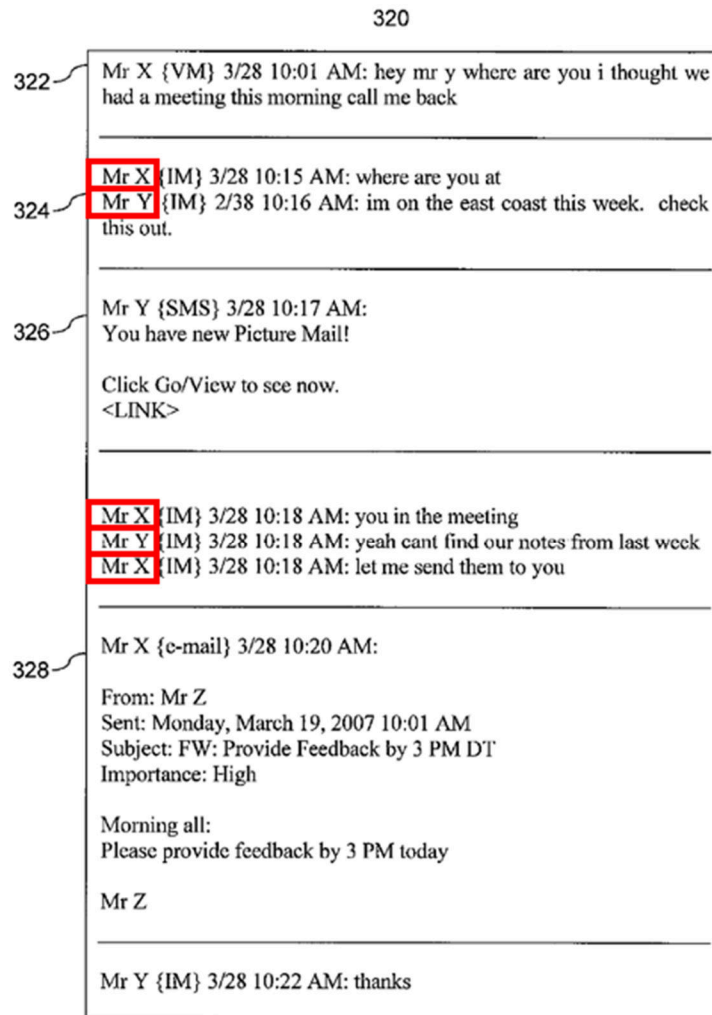 320
322 Mr X {VM} 3/28 10:01 AM: hey mr y where are you i thought we
had a meeting this morning call me back
Mr X {IM} 3/28 10:15 AM: where are you at
324 Mr Y {IM} 2/38 10:16 AM: im on the east coast this week. check
this out.
326 Mr Y {SMS} 3/28 10:17 AM:
You have new Picture Mail!
Click Go/View to see now.
<LINK>
Mr X {IM} 3/28 10:18 AM: you in the meeting
Mr Y {IM} 3/28 10:18 AM: yeah cant find our notes from last week
Mr X {IM} 3/28 10:18 AM: let me send them to you
328 Mr X {e-mail} 3/28 10:20 AM:
From: Mr Z
Sent: Monday, March 19, 2007 10:01 AM
Subject: FW: Provide Feedback by 3 PM DT
Importance: High
Morning all:
Please provide feedback by 3 PM today
Mr Z
Mr Y {IM} 3/28 10:22 AM: thanks